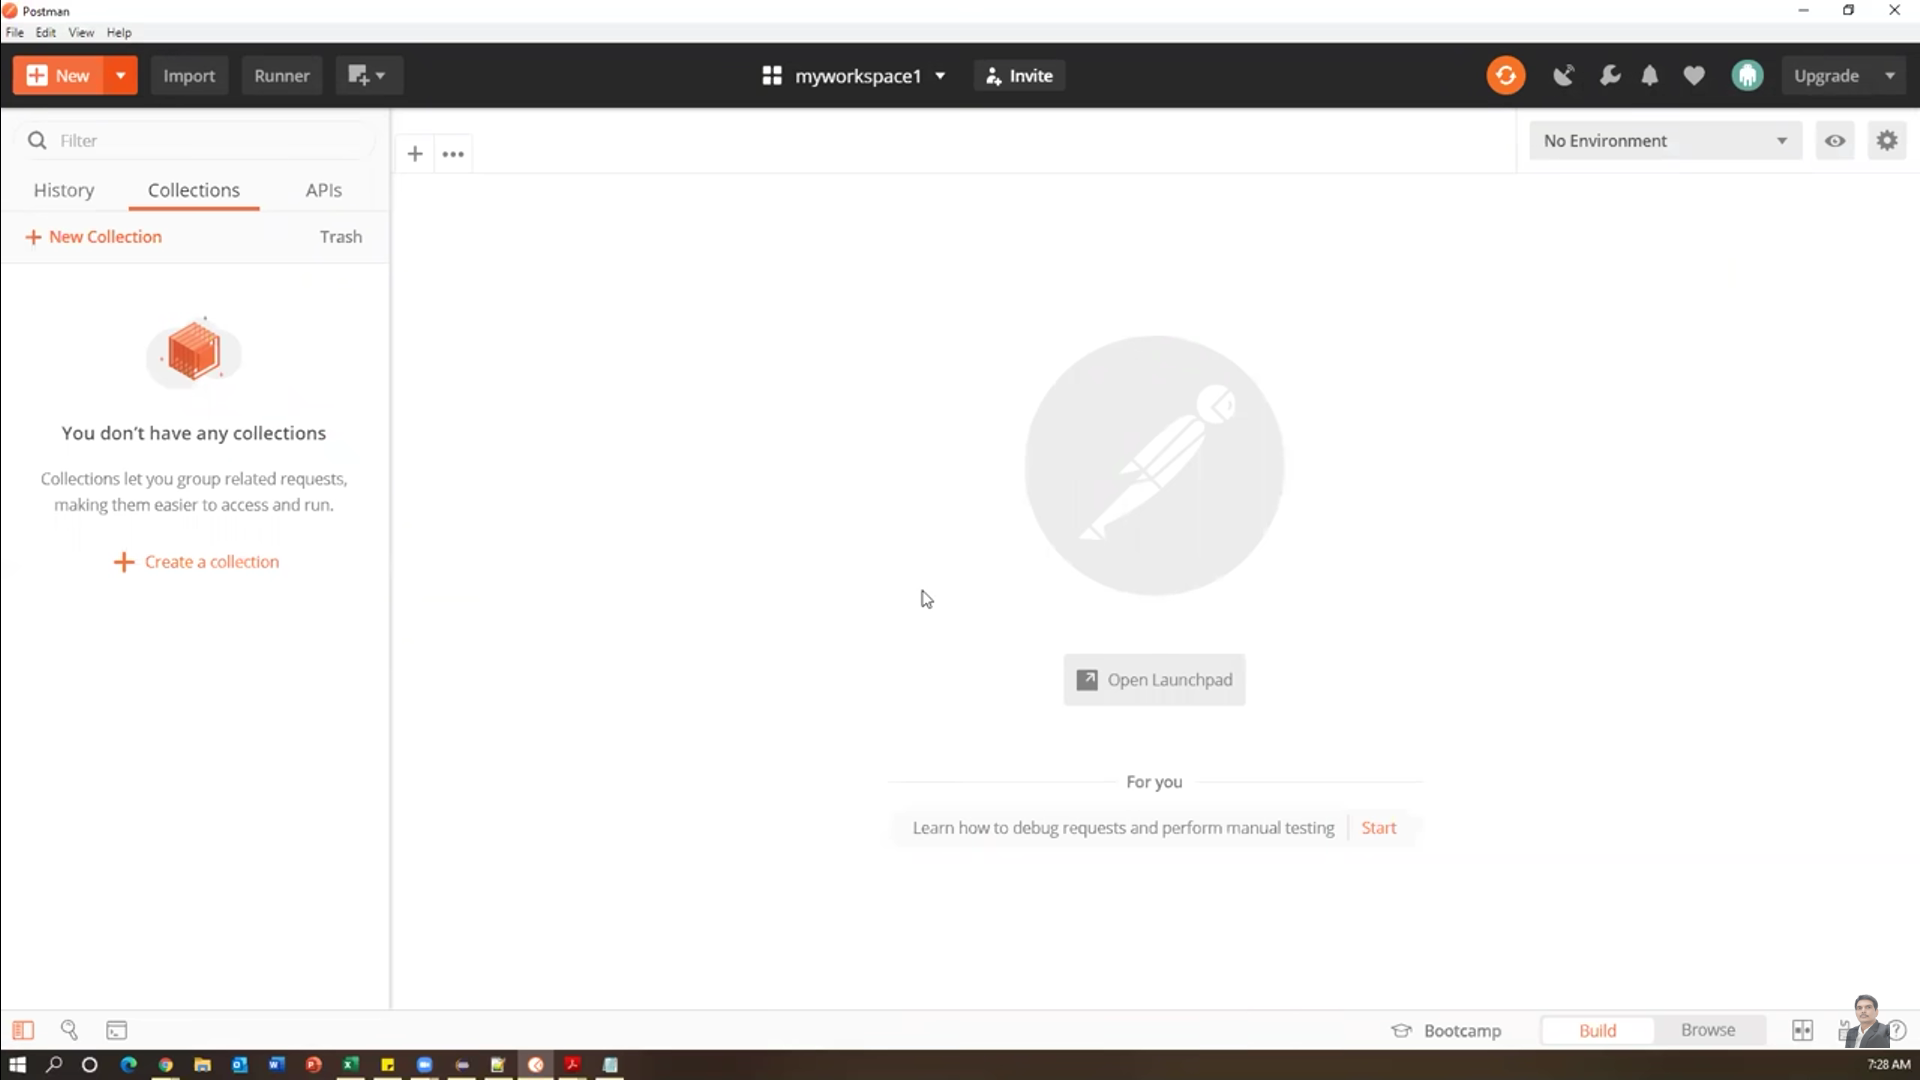 Postman
File Edit View Help
New Import Runner myworkspace1 Invite Upgrade
Filter
No Environment
History Collections APIs
New Collection Trash
You don't have any collections
Collections let you group related requests,
making them easier to access and run.
Create a collection
Open Launchpad
For you
Learn how to debug requests and perform manual testing Start
Bootcamp Build Browse
7:28 AM